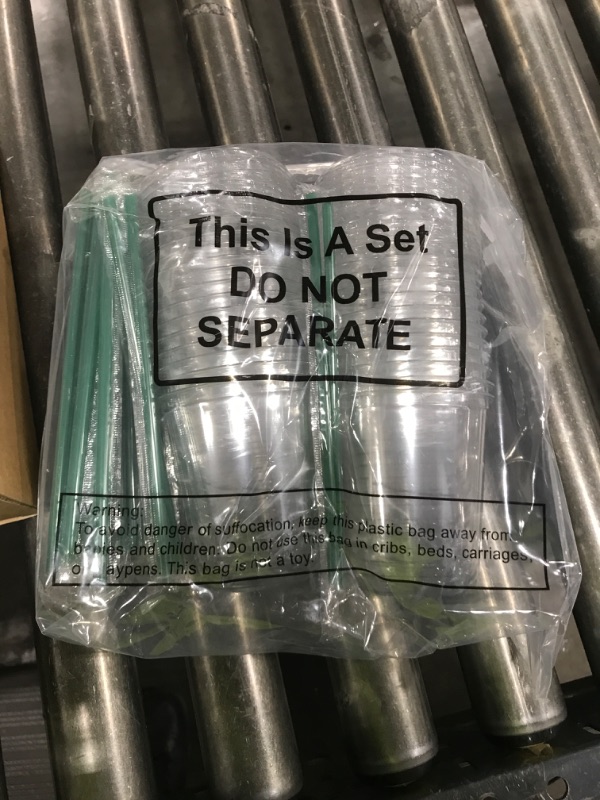 This Is A Set
DO NOT
SEPARATE
Warning:
To avoid danger of suffocation, keep this plastic bag away from
babies and children. Do not use this bag in cribs, beds, carriages,
or playpens. This bag is not a toy.